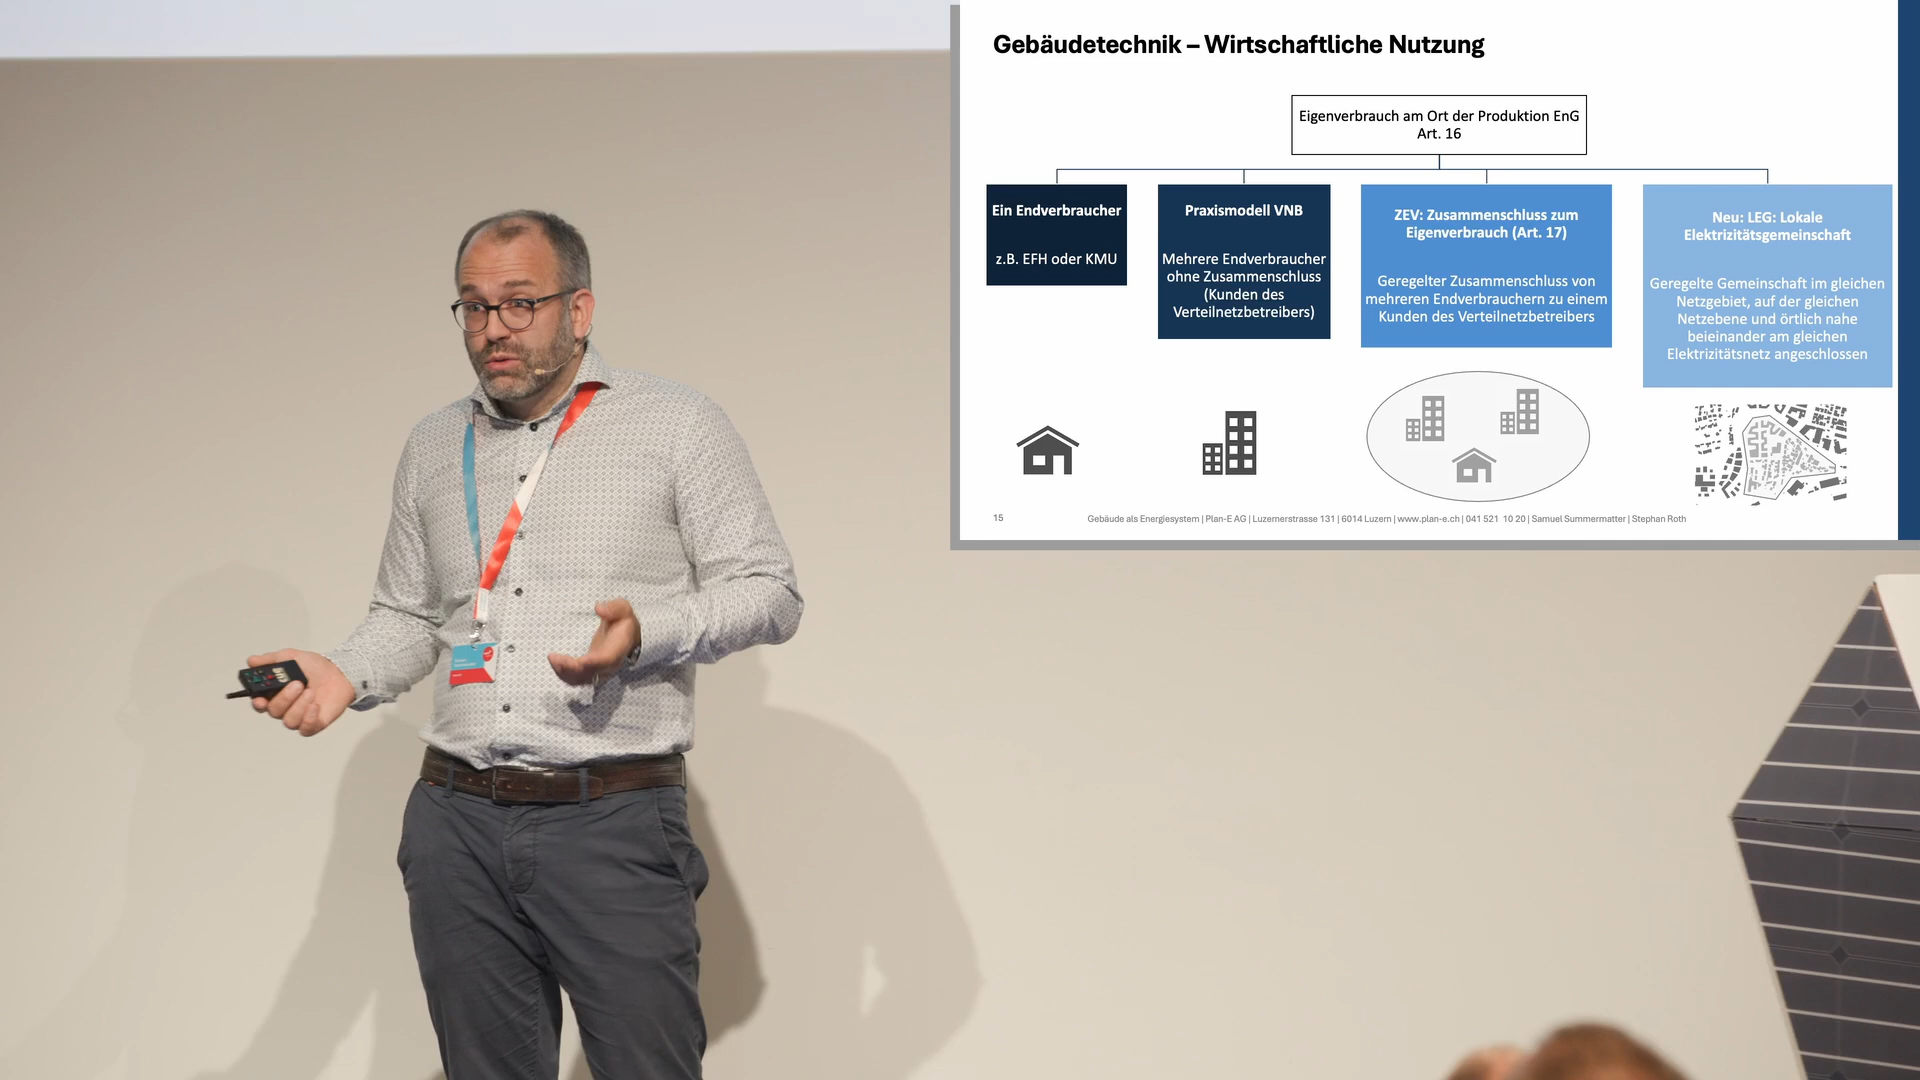 Gebäudetechnik – Wirtschaftliche Nutzung
Eigenverbrauch am Ort der Produktion EnG
Art. 16
Ein Endverbraucher
z.B. EFH oder KMU
Praxismodell VNB
Mehrere Endverbraucher
ohne Zusammenschluss
(Kunden des
Verteilnetzbetreibers)
ZEV: Zusammenschluss zum
Eigenverbrauch (Art. 17)
Geregelter Zusammenschluss von
mehreren Endverbrauchern zu einem
Kunden des Verteilnetzbetreibers
Neu: LEG: Lokale
Elektrizitätsgemeinschaft
Geregelte Gemeinschaft im gleichen
Netzgebiet, auf der gleichen
Netzebene und örtlich nahe
beieinander am gleichen
Elektrizitätsnetz angeschlossen
15
Gebäude als Energiesystem | Plan-E AG | Luzernerstrasse 131 | 6014 Luzern | www.plan-e.ch | 041 521 10 20 | Samuel Summermatter | Stephan Roth